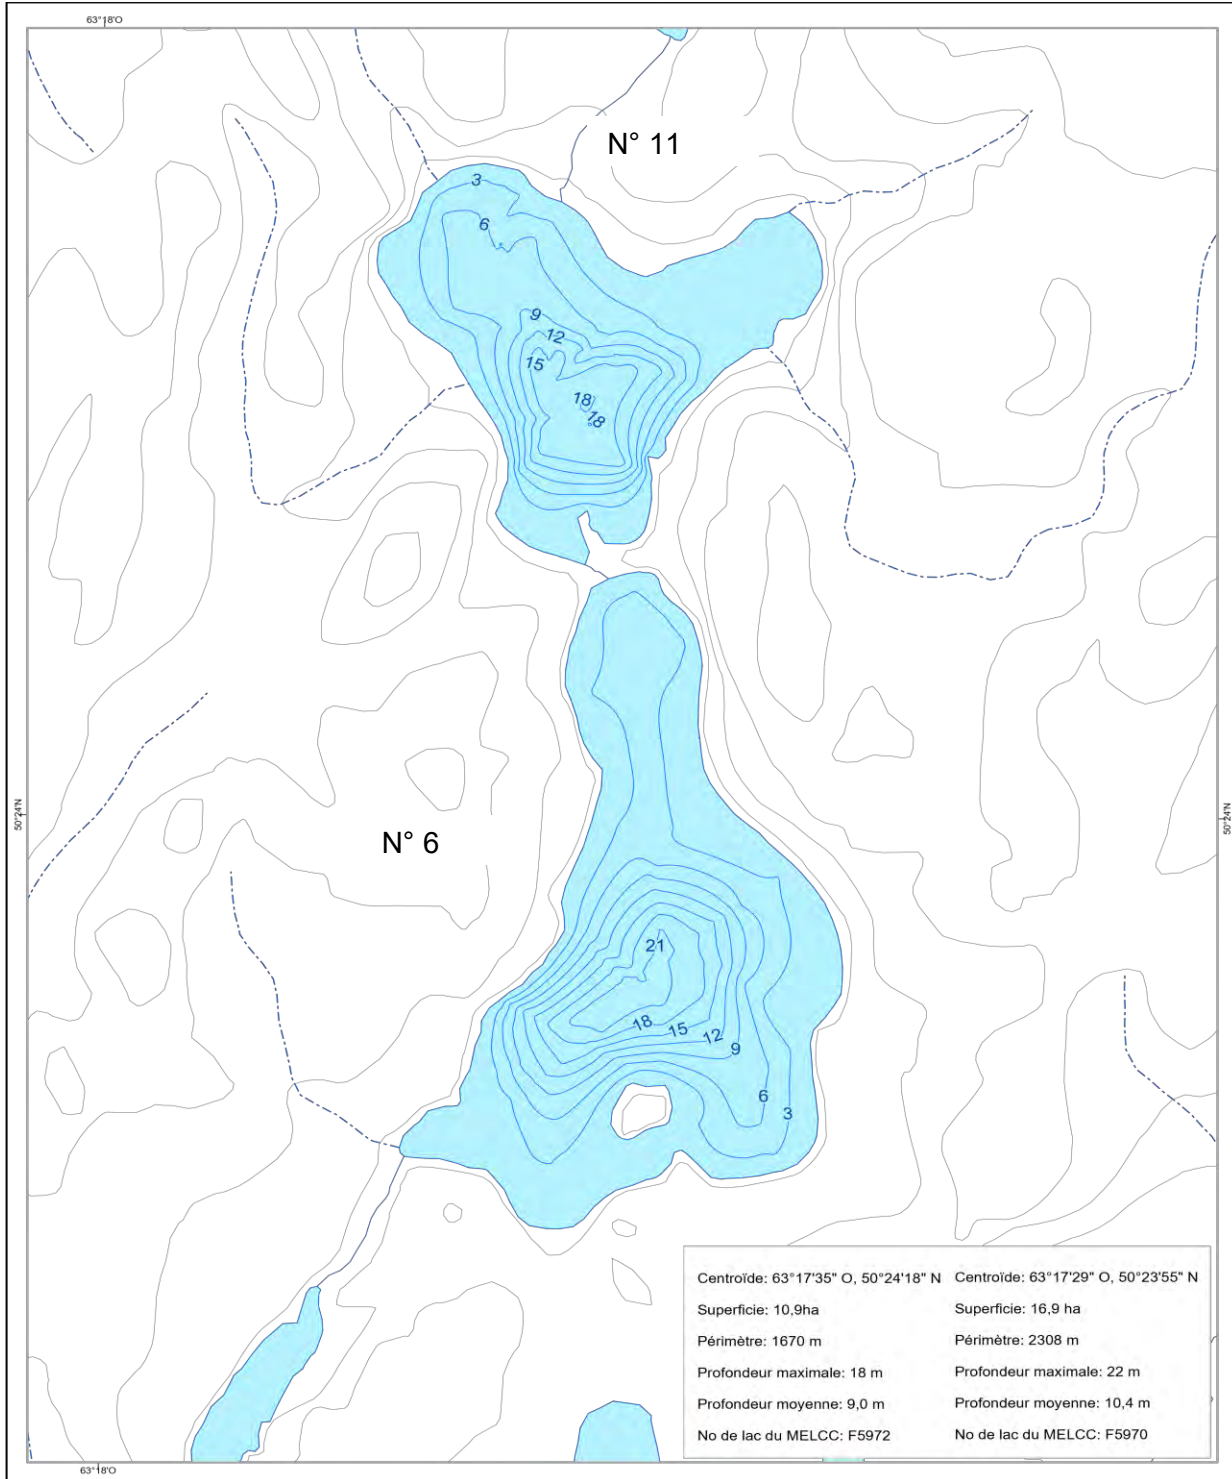 63°18'O
N° 11
3
6
9
12
15
18
18
50°24'N
50°24'N
N° 6
21
18
15
12
9
6
3
Centroïde: 63°17'35" O, 50°24'18" N
Superficie: 10,9ha
Périmètre: 1670 m
Profondeur maximale: 18 m
Profondeur moyenne: 9,0 m
No de lac du MELCC: F5972
Centroïde: 63°17'29" O, 50°23'55" N
Superficie: 16,9 ha
Périmètre: 2308 m
Profondeur maximale: 22 m
Profondeur moyenne: 10,4 m
No de lac du MELCC: F5970
63°18'O